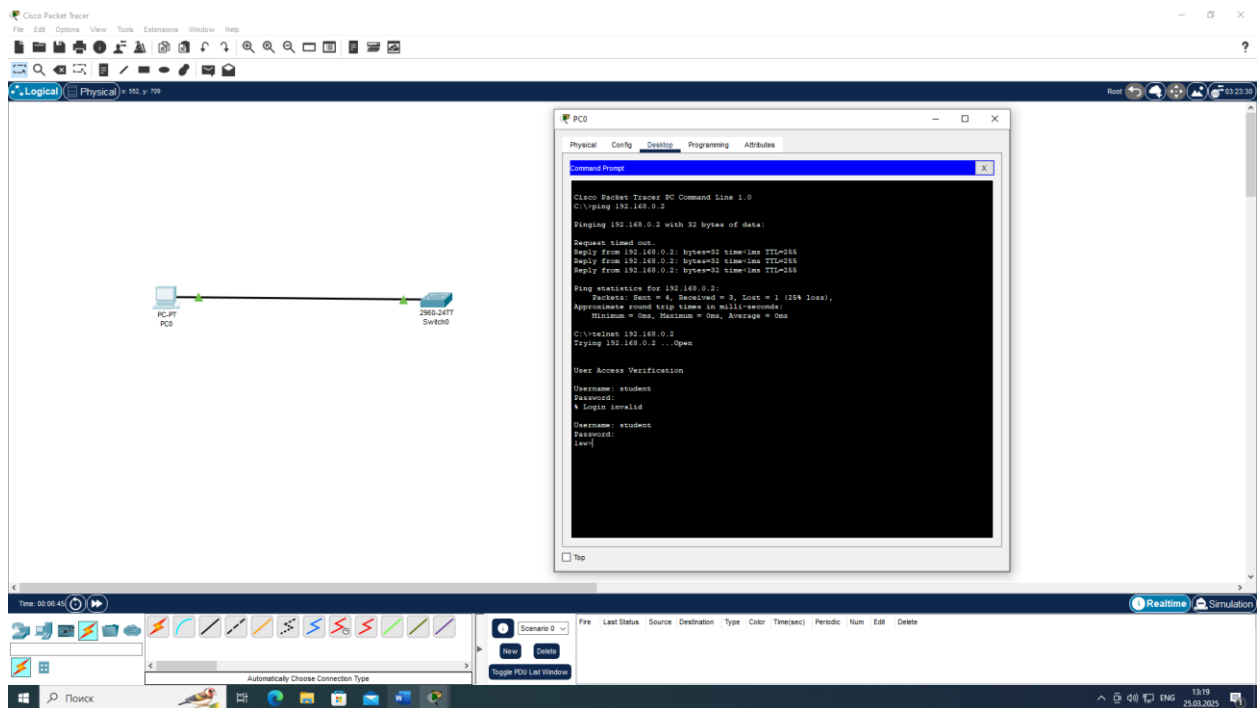 Cisco Packet Tracer
File Edit Options View Tools Extensions Window Help
?
Logical Physical x: 552, y: 709
Root 03:23:30
PC0
Physical Config Desktop Programming Attributes
Command Prompt X
Cisco Packet Tracer PC Command Line 1.0
C:\>ping 192.168.0.2
Pinging 192.168.0.2 with 32 bytes of data:
Request timed out.
Reply from 192.168.0.2: bytes=32 time<1ms TTL=255
Reply from 192.168.0.2: bytes=32 time<1ms TTL=255
Reply from 192.168.0.2: bytes=32 time<1ms TTL=255
Ping statistics for 192.168.0.2:
Packets: Sent = 4, Received = 3, Lost = 1 (25% loss),
Approximate round trip times in milli-seconds:
Minimum = 0ms, Maximum = 0ms, Average = 0ms
C:\>telnet 192.168.0.2
Trying 192.168.0.2 ...Open
User Access Verification
Username: student
Password:
% Login invalid
Username: student
Password:
lsw>
Top
PC-PT
PC0
2960-24TT
Switch0
Time: 00:06:45
Realtime Simulation
Scenario 0
New Delete
Toggle PDU List Window
Fire Last Status Source Destination Type Color Time(sec) Periodic Num Edit Delete
Automatically Choose Connection Type
Поиск
ENG
13:19
25.03.2025